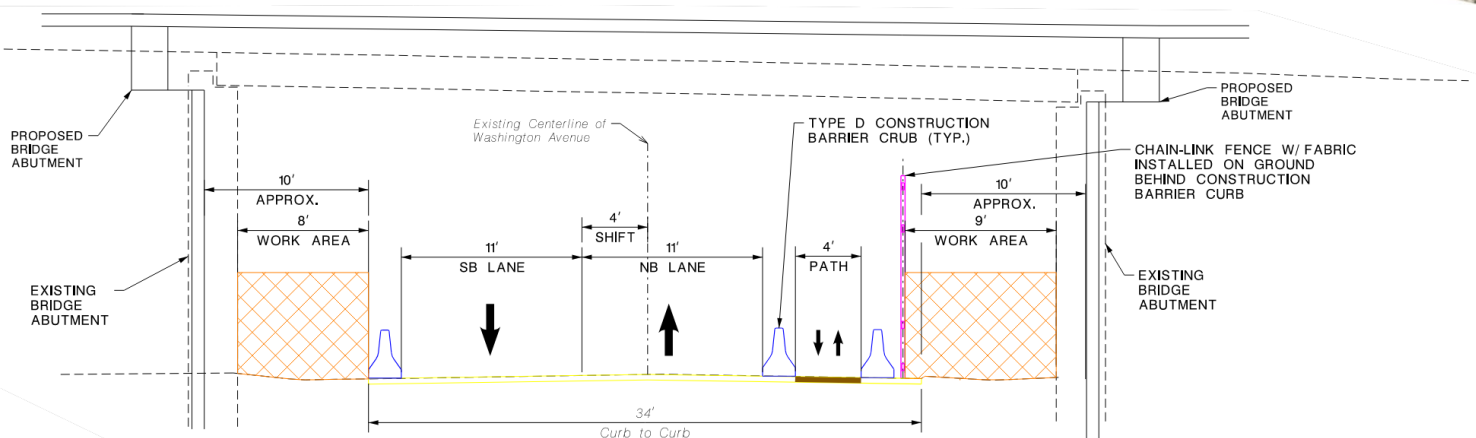 PROPOSED
BRIDGE
ABUTMENT
Existing Centerline of
Washington Avenue
TYPE D CONSTRUCTION
BARRIER CRUB (TYP.)
PROPOSED
BRIDGE
ABUTMENT
CHAIN-LINK FENCE W/ FABRIC
INSTALLED ON GROUND
BEHIND CONSTRUCTION
BARRIER CURB
10'
APPROX.
10'
APPROX.
8'
WORK AREA
4'
SHIFT
9'
WORK AREA
11'
SB LANE
11'
NB LANE
4'
PATH
EXISTING
BRIDGE
ABUTMENT
EXISTING
BRIDGE
ABUTMENT
34'
Curb to Curb